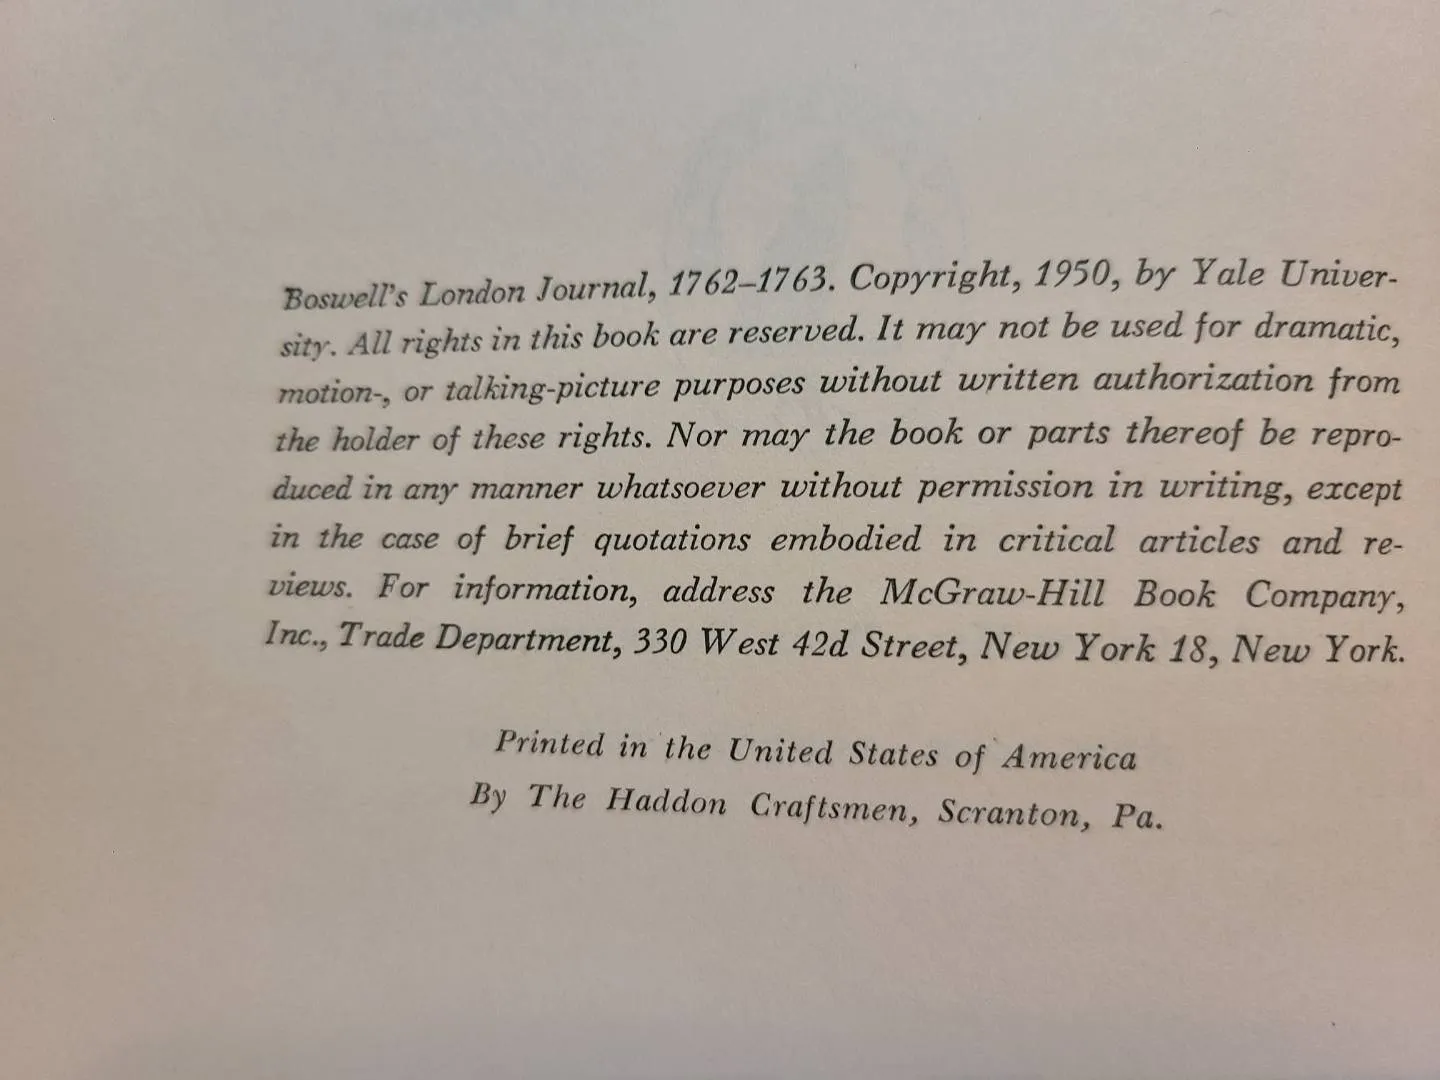 Boswell's London Journal, 1762–1763. Copyright, 1950, by Yale Univer-
sity. All rights in this book are reserved. It may not be used for dramatic,
motion-, or talking-picture purposes without written authorization from
the holder of these rights. Nor may the book or parts thereof be repro-
duced in any manner whatsoever without permission in writing, except
in the case of brief quotations embodied in critical articles and re-
views. For information, address the McGraw-Hill Book Company,
Inc., Trade Department, 330 West 42d Street, New York 18, New York.
Printed in the United States of America
By The Haddon Craftsmen, Scranton, Pa.